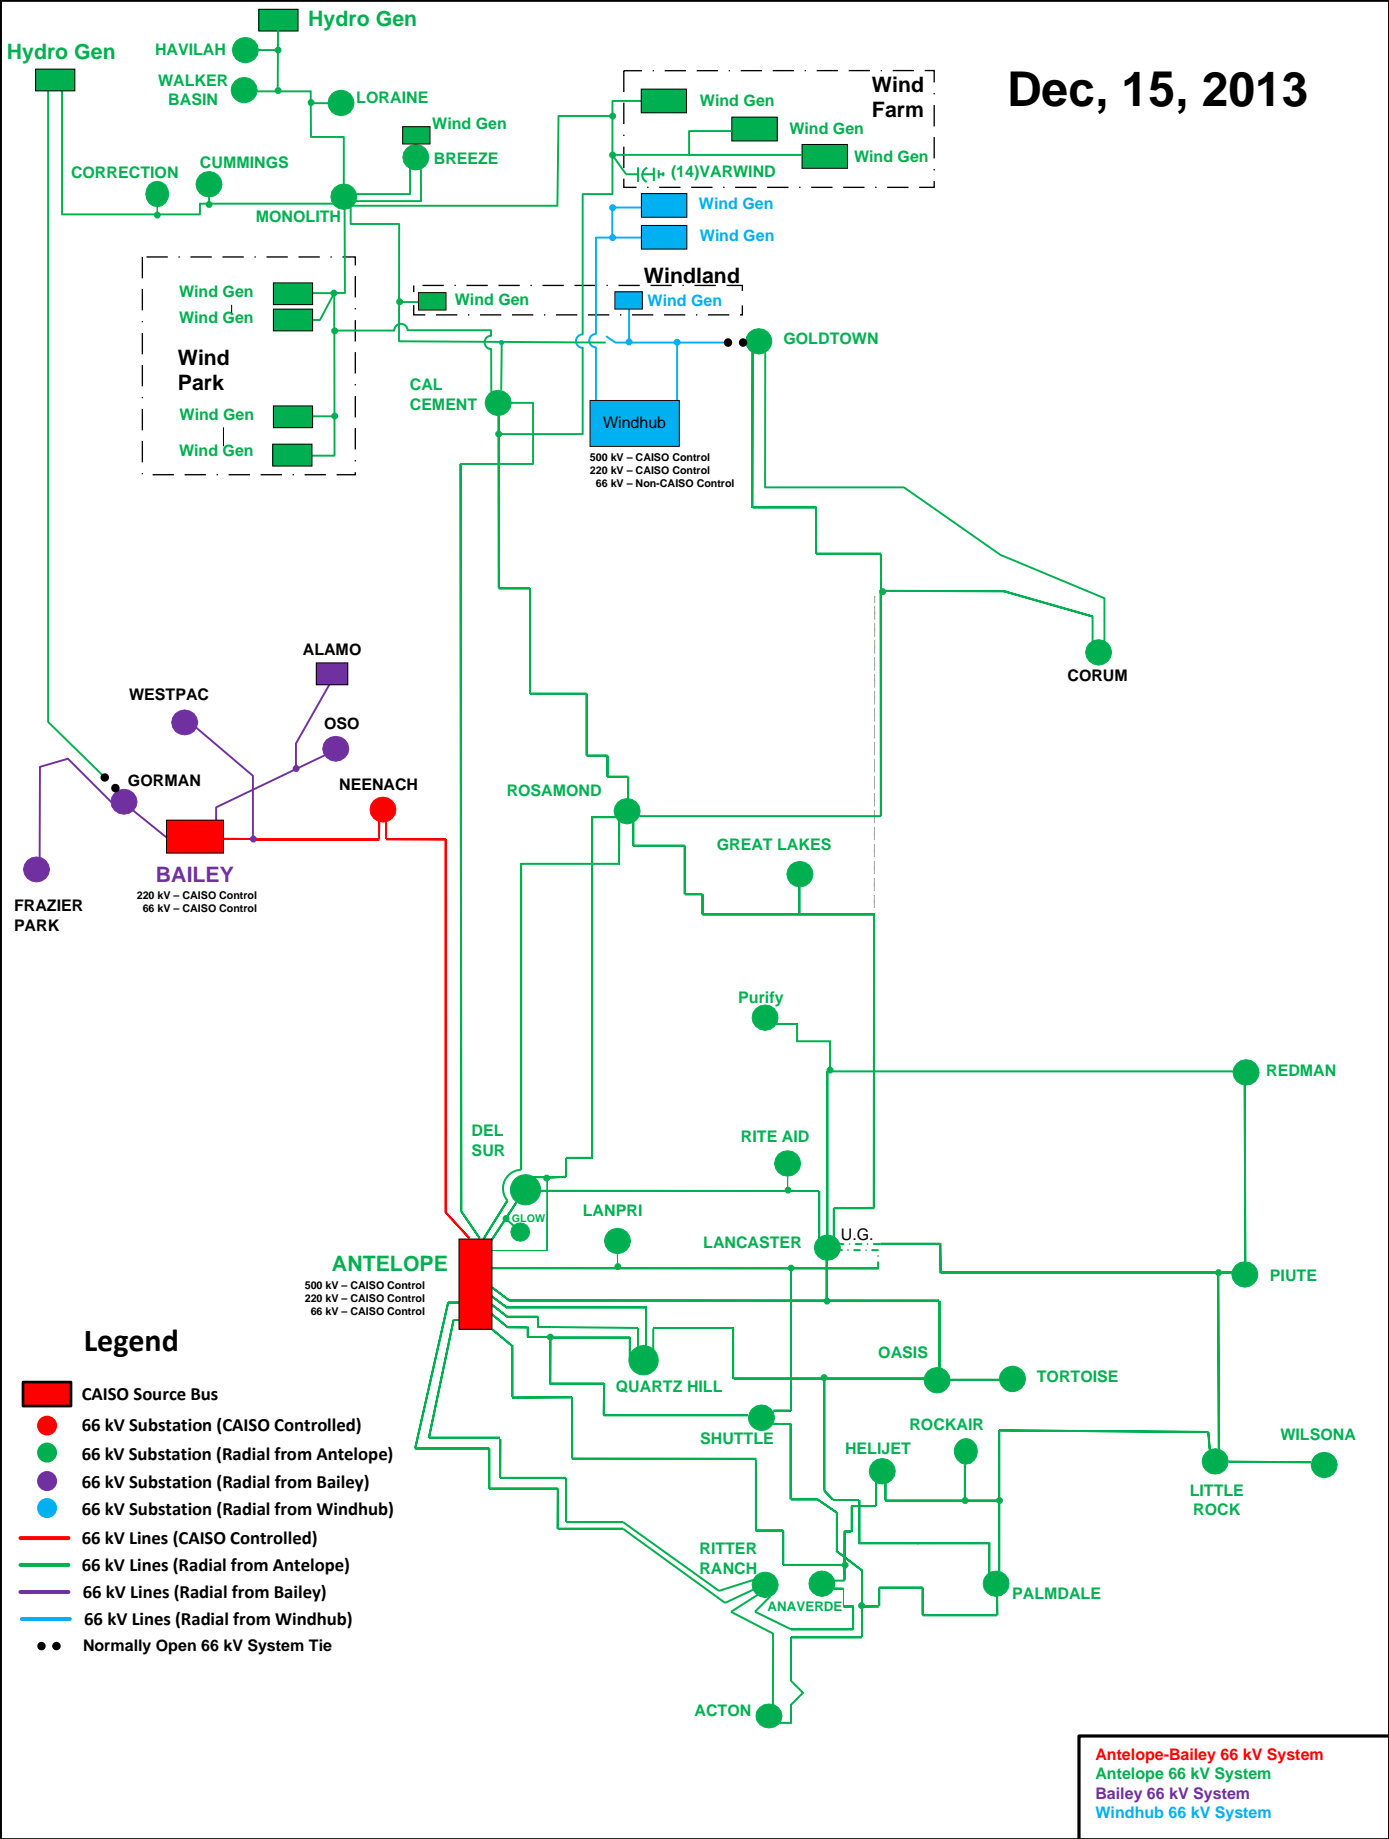 Hydro Gen
Hydro Gen
HAVILAH
WALKER
BASIN
LORAINE
Wind Gen
BREEZE
CORRECTION
CUMMINGS
MONOLITH
Dec, 15, 2013
Wind
Farm
Wind Gen
Wind Gen
Wind Gen
(14)VARWIND
Wind Gen
Wind Gen
Windland
Wind Gen
Wind Gen
Wind Gen
Wind Gen
Wind
Park
Wind Gen
Wind Gen
GOLDTOWN
CAL
CEMENT
Windhub
500 kV – CAISO Control
220 kV – CAISO Control
66 kV – Non-CAISO Control
CORUM
ALAMO
WESTPAC
OSO
GORMAN
NEENACH
BAILEY
220 kV – CAISO Control
66 kV – CAISO Control
FRAZIER
PARK
ROSAMOND
GREAT LAKES
Purify
REDMAN
DEL
SUR
RITE AID
GLOW
LANPRI
LANCASTER
U.G.
PIUTE
ANTELOPE
500 kV – CAISO Control
220 kV – CAISO Control
66 kV – CAISO Control
QUARTZ HILL
OASIS
TORTOISE
SHUTTLE
ROCKAIR
HELIJET
WILSONA
LITTLE
ROCK
RITTER
RANCH
ANAVERDE
PALMDALE
ACTON
Legend
CAISO Source Bus
66 kV Substation (CAISO Controlled)
66 kV Substation (Radial from Antelope)
66 kV Substation (Radial from Bailey)
66 kV Substation (Radial from Windhub)
66 kV Lines (CAISO Controlled)
66 kV Lines (Radial from Antelope)
66 kV Lines (Radial from Bailey)
66 kV Lines (Radial from Windhub)
Normally Open 66 kV System Tie
Antelope-Bailey 66 kV System
Antelope 66 kV System
Bailey 66 kV System
Windhub 66 kV System